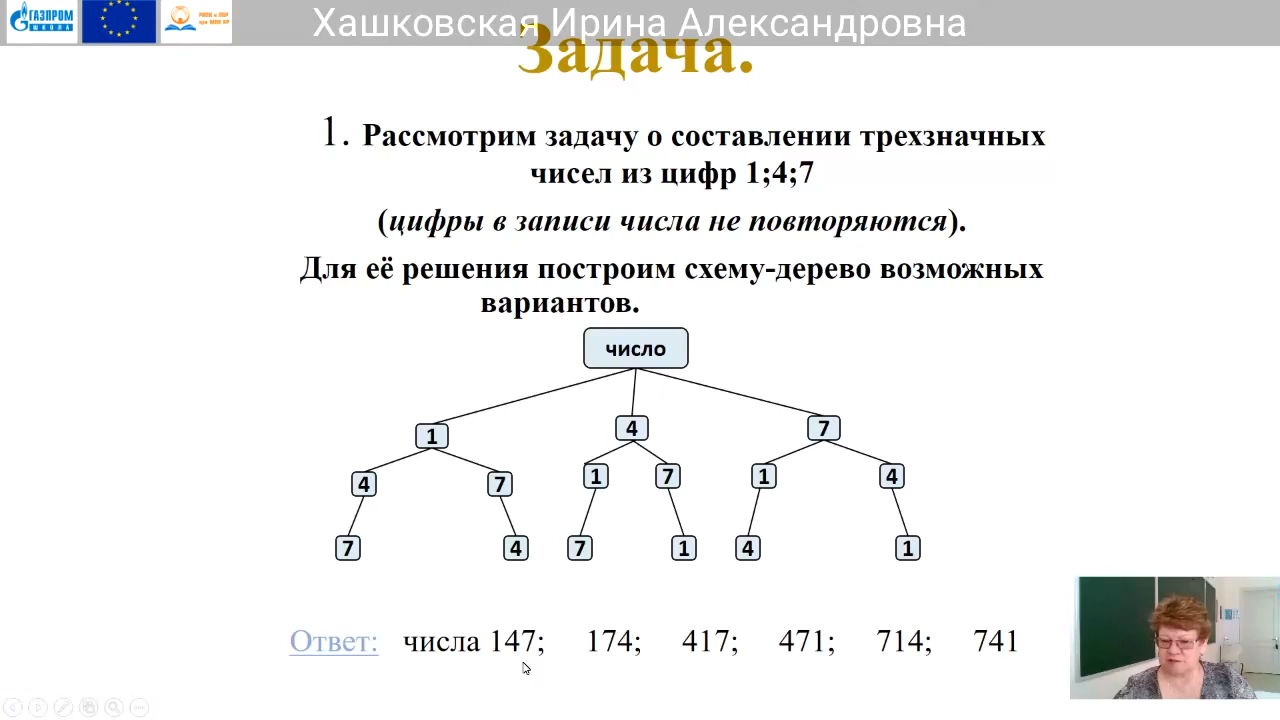 ГАЗПРОМ
ШКОЛА
Хашковская Ирина Александровна
Задача.
1. Рассмотрим задачу о составлении трехзначных
чисел из цифр 1;4;7
(цифры в записи числа не повторяются).
Для её решения построим схему-дерево возможных
вариантов.
число
1 4 7
4 7 1 7 1 4
7 4 7 1 4 1
Ответ: числа 147; 174; 417; 471; 714; 741